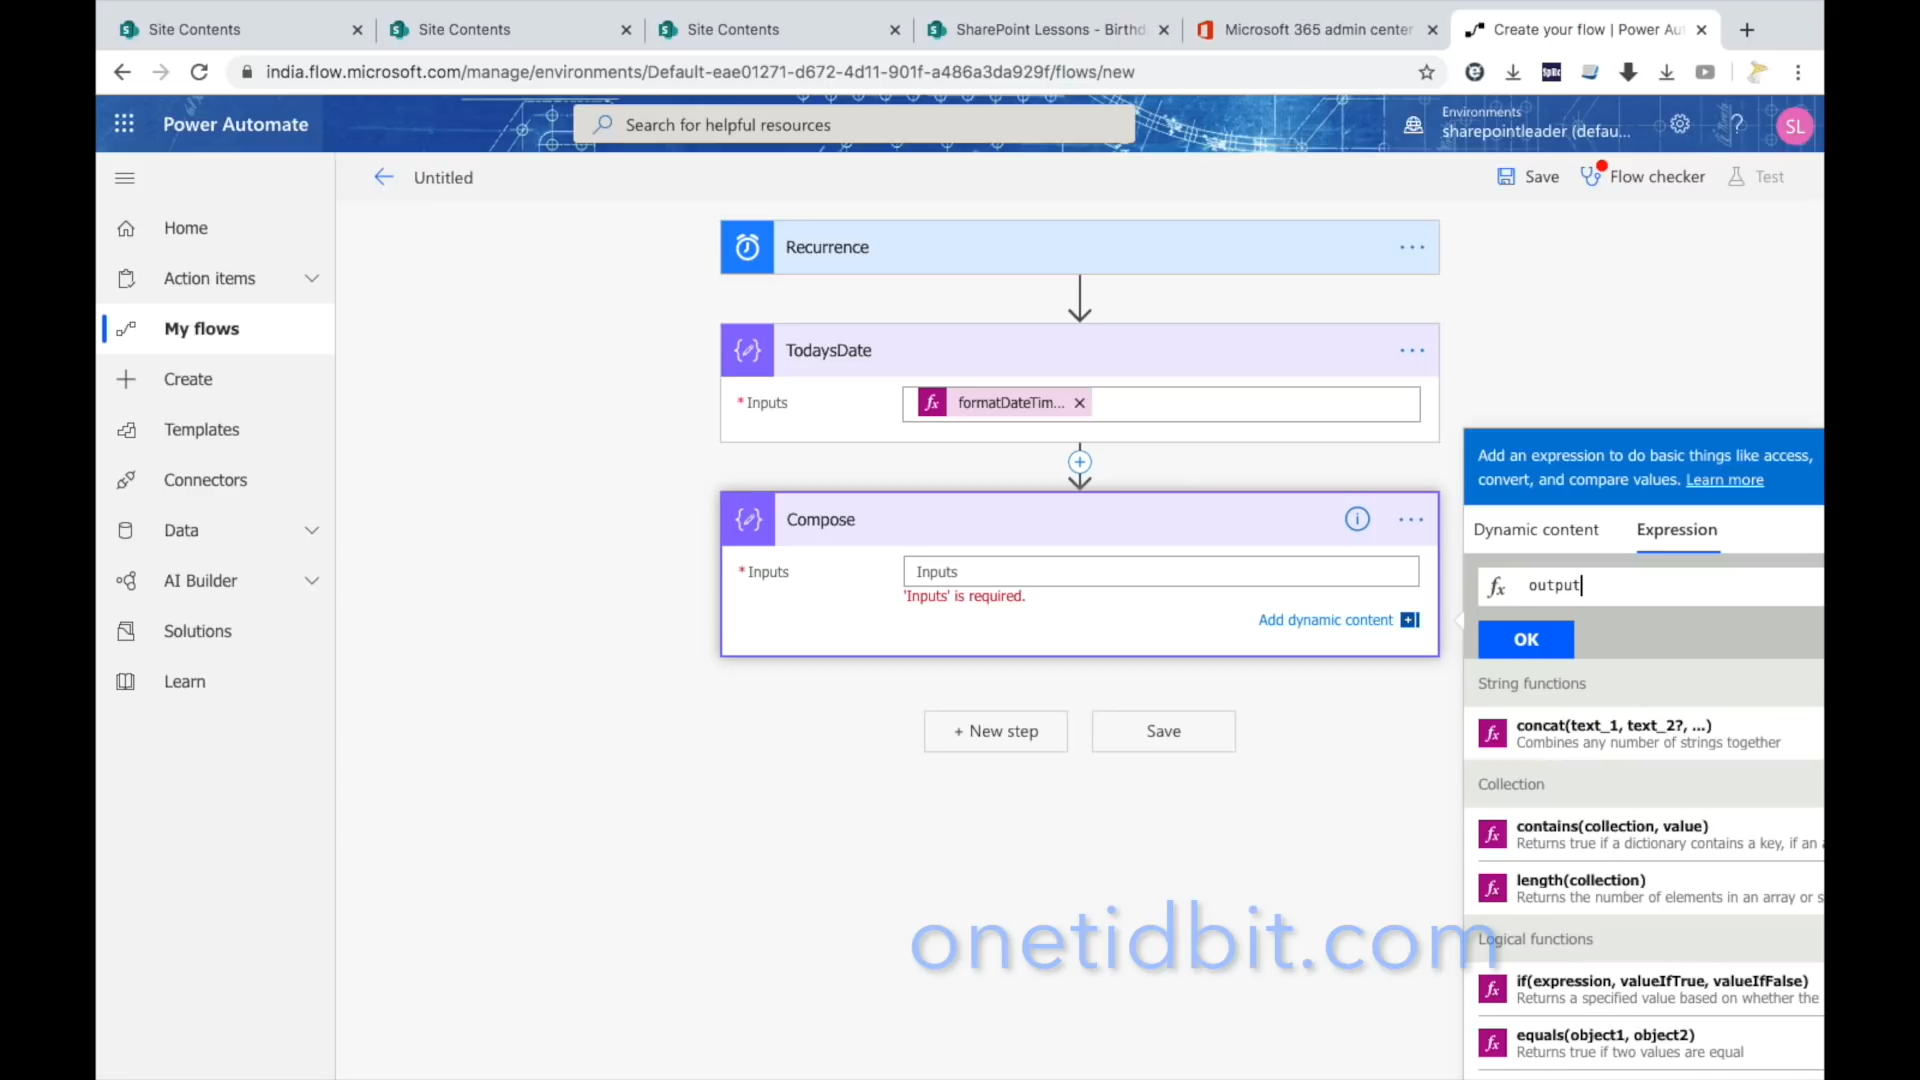 Site Contents
Site Contents
Site Contents
SharePoint Lessons - Birthd
Microsoft 365 admin center
Create your flow | Power Aut
india.flow.microsoft.com/manage/environments/Default-eae01271-d672-4d11-901f-a486a3da929f/flows/new
Power Automate
Search for helpful resources
Environments
sharepointleader (defau...
SL
Untitled
Save
Flow checker
Test
Home
Action items
My flows
Create
Templates
Connectors
Data
AI Builder
Solutions
Learn
Recurrence
TodaysDate
* Inputs
fx formatDateTim...
Compose
* Inputs
Inputs
'Inputs' is required.
Add dynamic content
+ New step
Save
Add an expression to do basic things like access,
convert, and compare values. Learn more
Dynamic content
Expression
fx output
OK
String functions
fx concat(text_1, text_2?, ...)
Combines any number of strings together
Collection
fx contains(collection, value)
Returns true if a dictionary contains a key, if an a
fx length(collection)
Returns the number of elements in an array or s
Logical functions
fx if(expression, valueIfTrue, valueIfFalse)
Returns a specified value based on whether the
fx equals(object1, object2)
Returns true if two values are equal
onetidbit.com